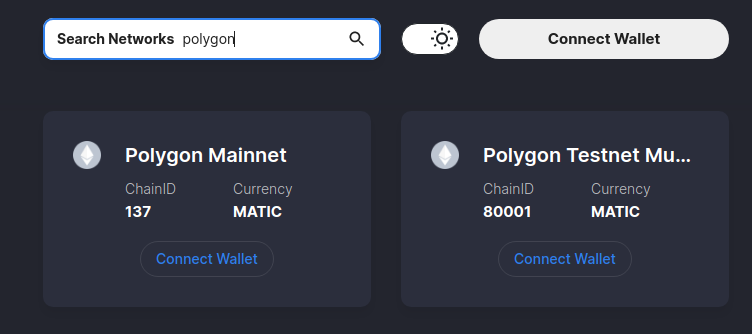 Search Networks polygon
Connect Wallet
Polygon Mainnet
ChainID Currency
137 MATIC
Connect Wallet
Polygon Testnet Mu...
ChainID Currency
80001 MATIC
Connect Wallet